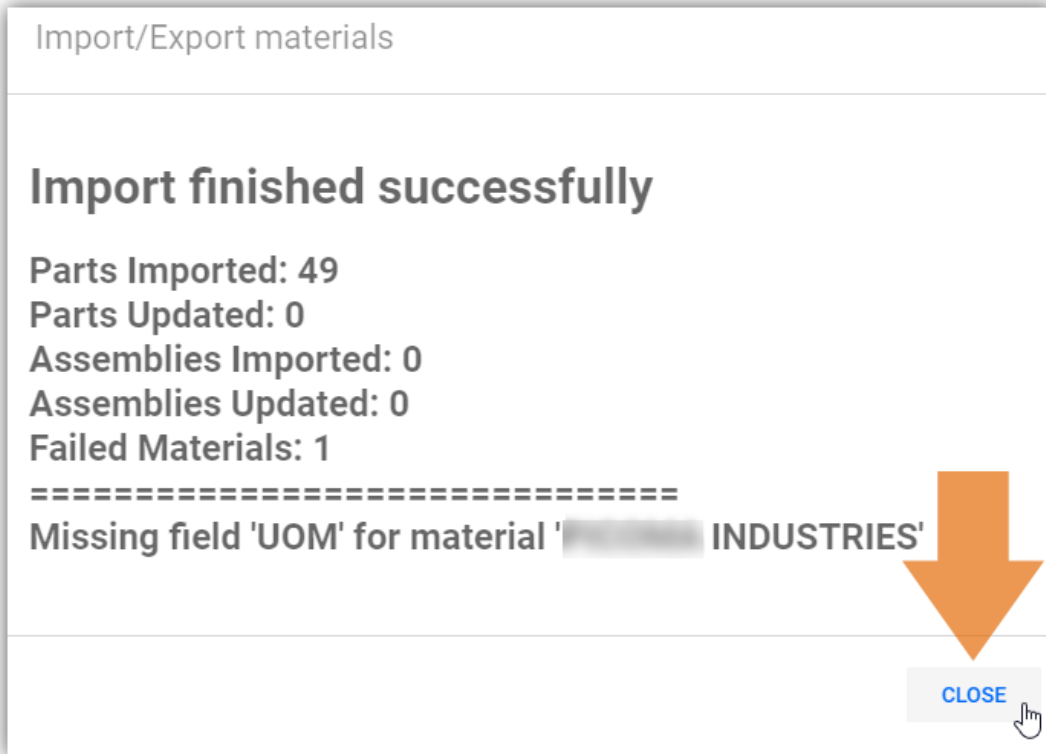 Import/Export materials
Import finished successfully
Parts Imported: 49
Parts Updated: 0
Assemblies Imported: 0
Assemblies Updated: 0
Failed Materials: 1
===============================
Missing field 'UOM' for material ' INDUSTRIES'
CLOSE